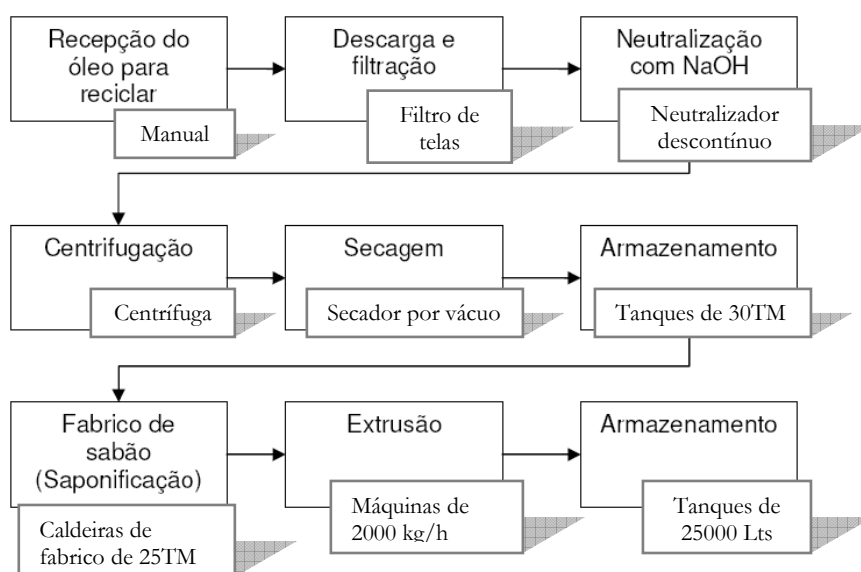 Recepção do
óleo para
reciclar
Manual
Descarga e
filtração
Filtro de
telas
Neutralização
com NaOH
Neutralizador
descontínuo
Centrifugação
Centrífuga
Secagem
Secador por vácuo
Armazenamento
Tanques de 30TM
Fabrico de
sabão
(Saponificação)
Caldeiras de
fabrico de 25TM
Extrusão
Máquinas de
2000 kg/h
Armazenamento
Tanques de
25000 Lts